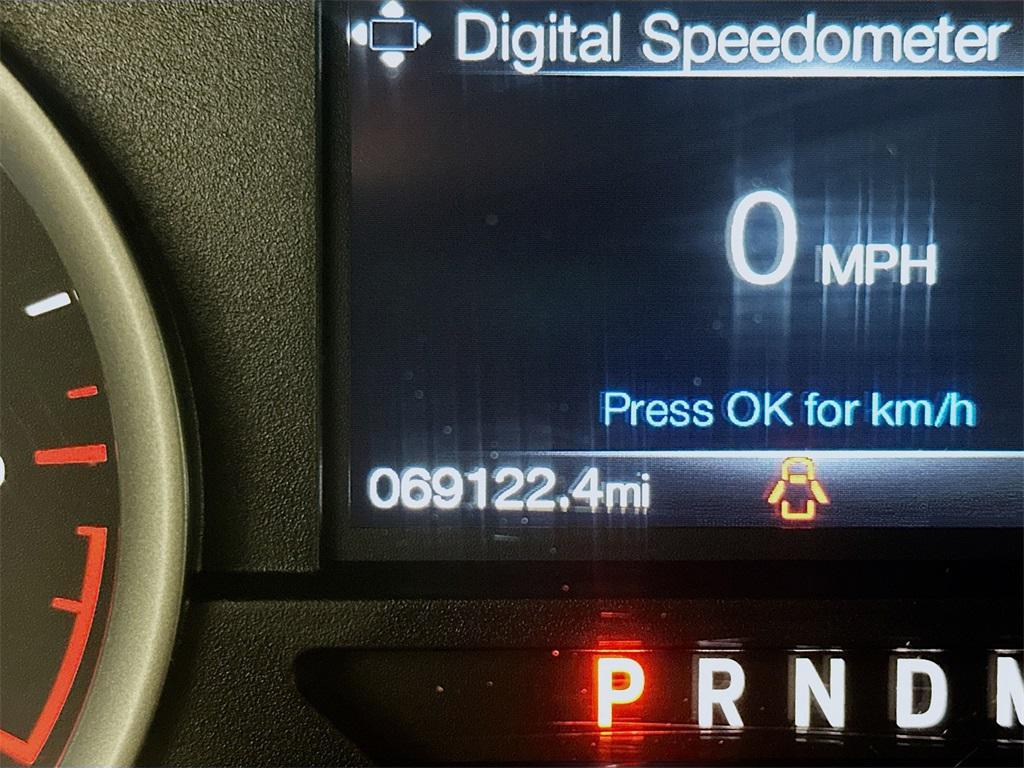 Digital Speedometer
0 MPH
Press OK for km/h
069122.4mi
P R N D M